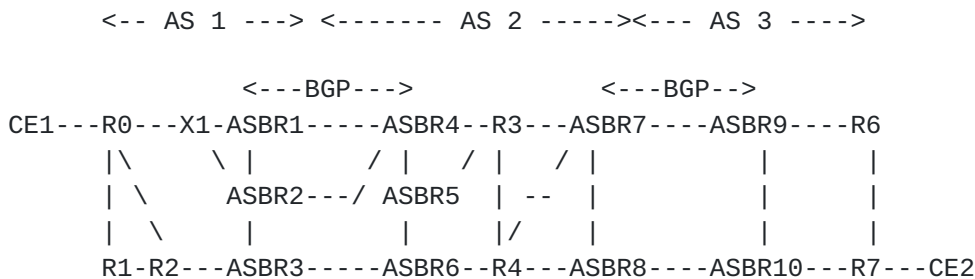 <-- AS 1 ---> <------- AS 2 -----><--- AS 3 ---->
<---BGP---> <---BGP-->
CE1---R0---X1-ASBR1-----ASBR4--R3---ASBR7----ASBR9----R6
|\ \ | / | / | / | | |
| \ ASBR2---/ ASBR5 | -- | | |
| \ | | |/ | | |
R1-R2---ASBR3-----ASBR6--R4---ASBR8----ASBR10---R7---CE2